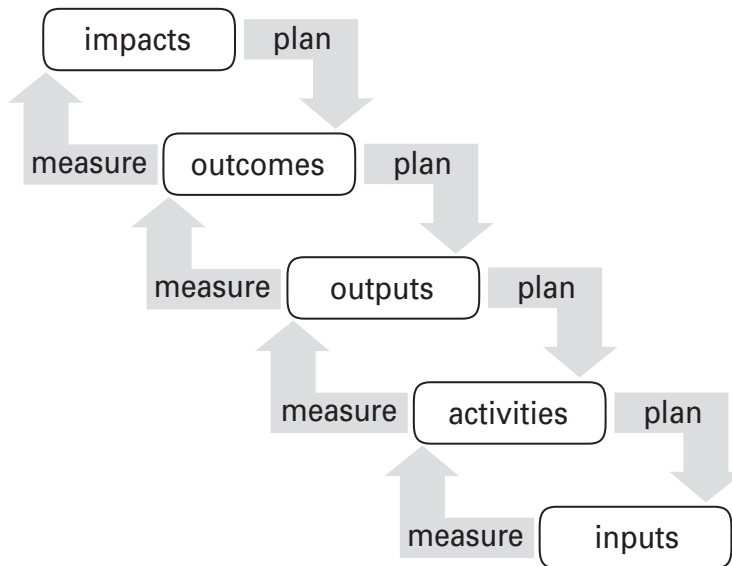 impacts plan
measure outcomes plan
measure outputs plan
measure activities plan
measure inputs